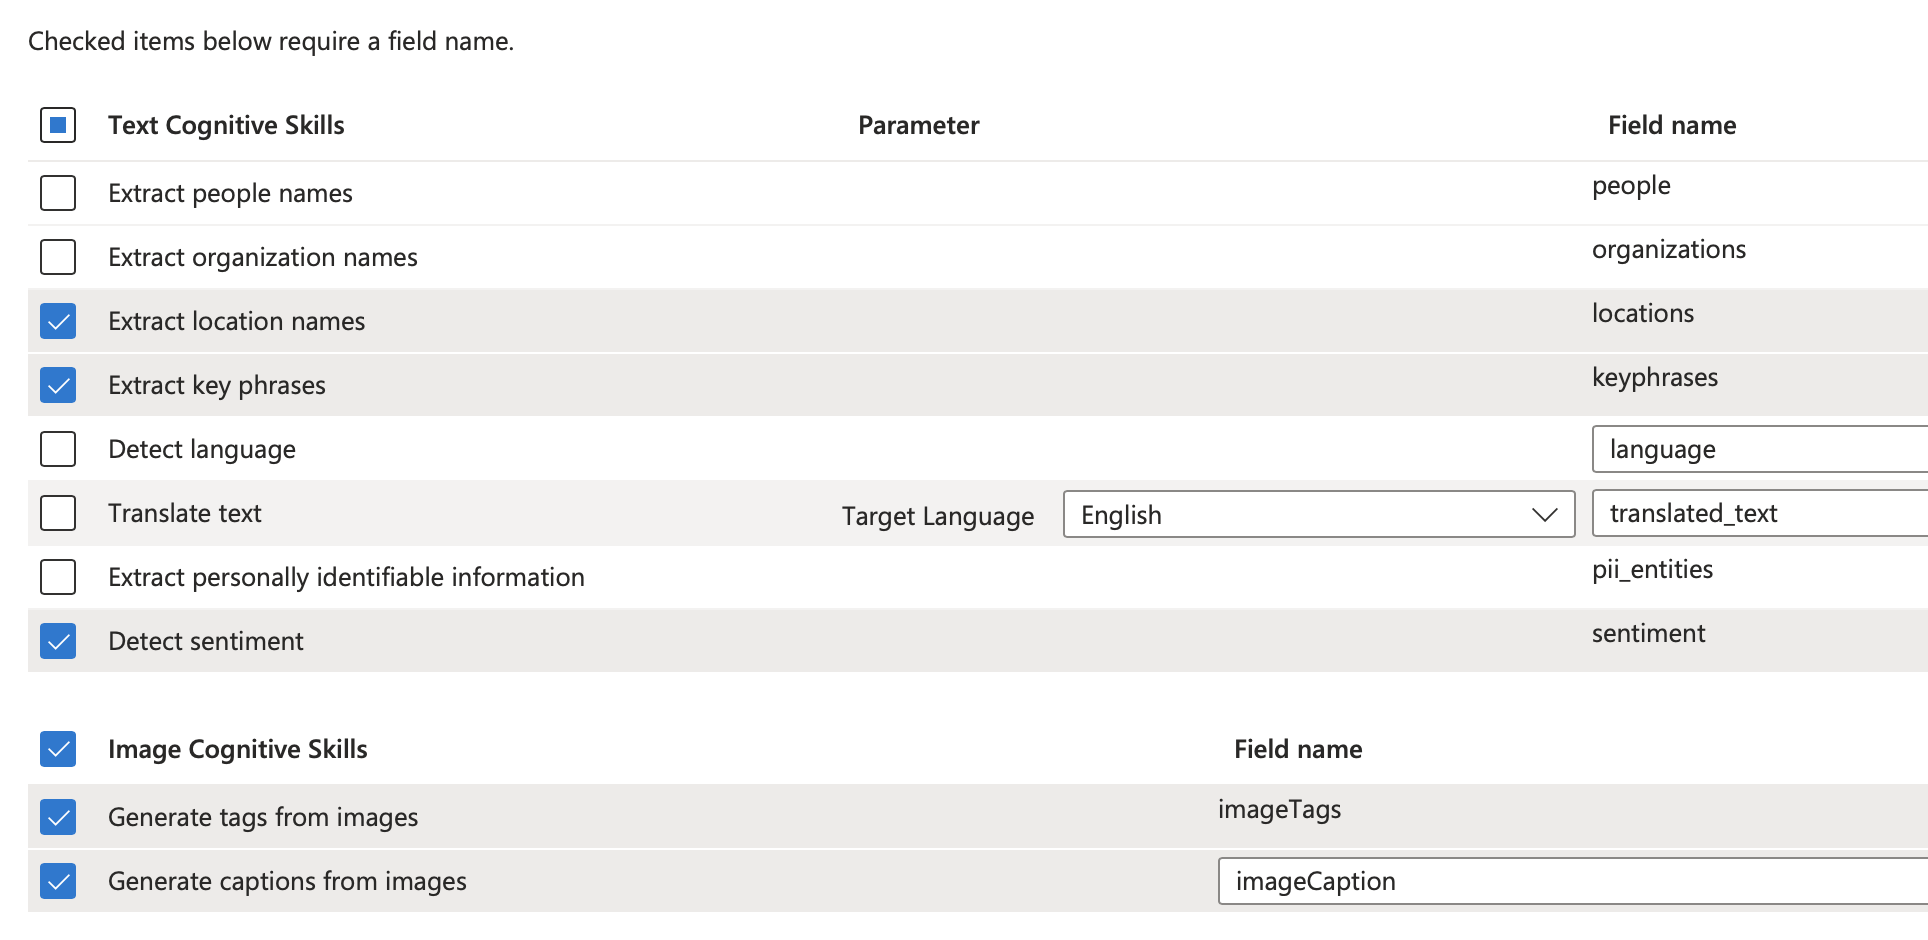 Checked items below require a field name.
Text Cognitive Skills Parameter Field name
Extract people names people
Extract organization names organizations
Extract location names locations
Extract key phrases keyphrases
Detect language language
Translate text Target Language English translated_text
Extract personally identifiable information pii_entities
Detect sentiment sentiment
Image Cognitive Skills Field name
Generate tags from images imageTags
Generate captions from images imageCaption